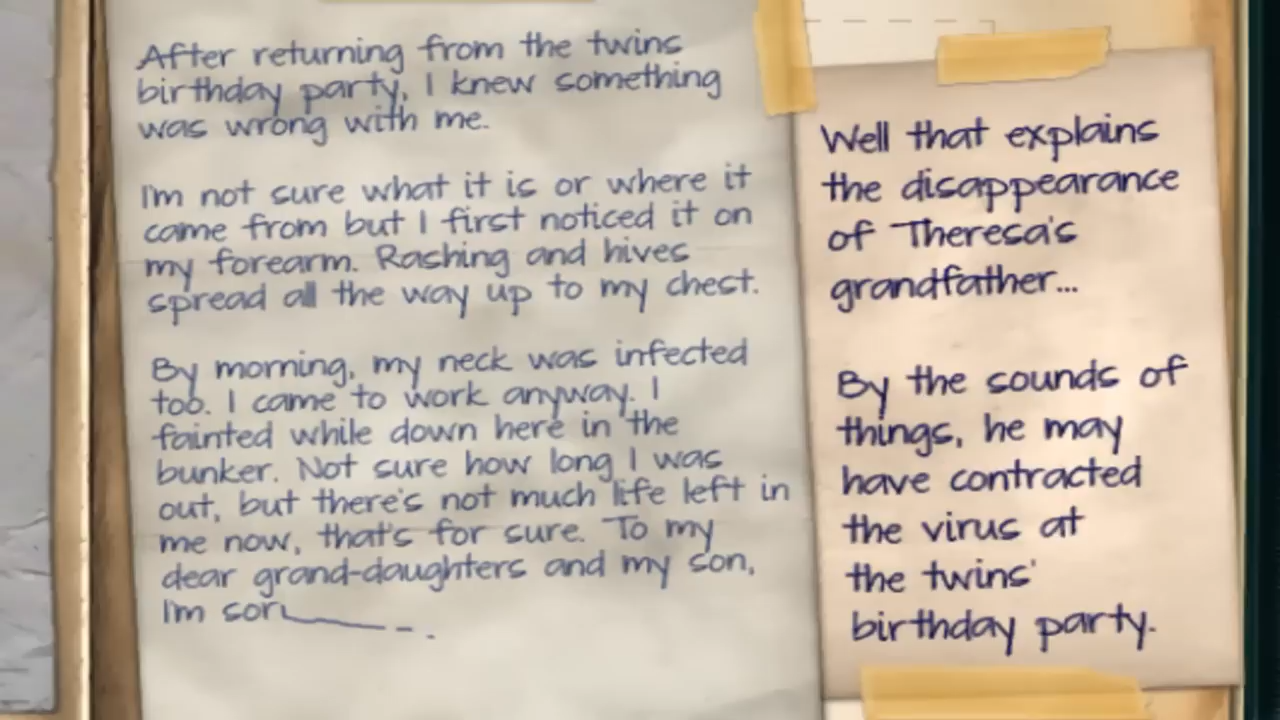 After returning from the twins
birthday party, I knew something
was wrong with me.
I'm not sure what it is or where it
came from but I first noticed it on
my forearm. Rashing and hives
spread all the way up to my chest.
By morning, my neck was infected
too. I came to work anyway. I
fainted while down here in the
bunker. Not sure how long I was
out, but there's not much life left in
me now, that's for sure. To my
dear grand-daughters and my son,
I'm sor
Well that explains
the disappearance
of Theresa's
grandfather...
By the sounds of
things, he may
have contracted
the virus at
the twins'
birthday party.